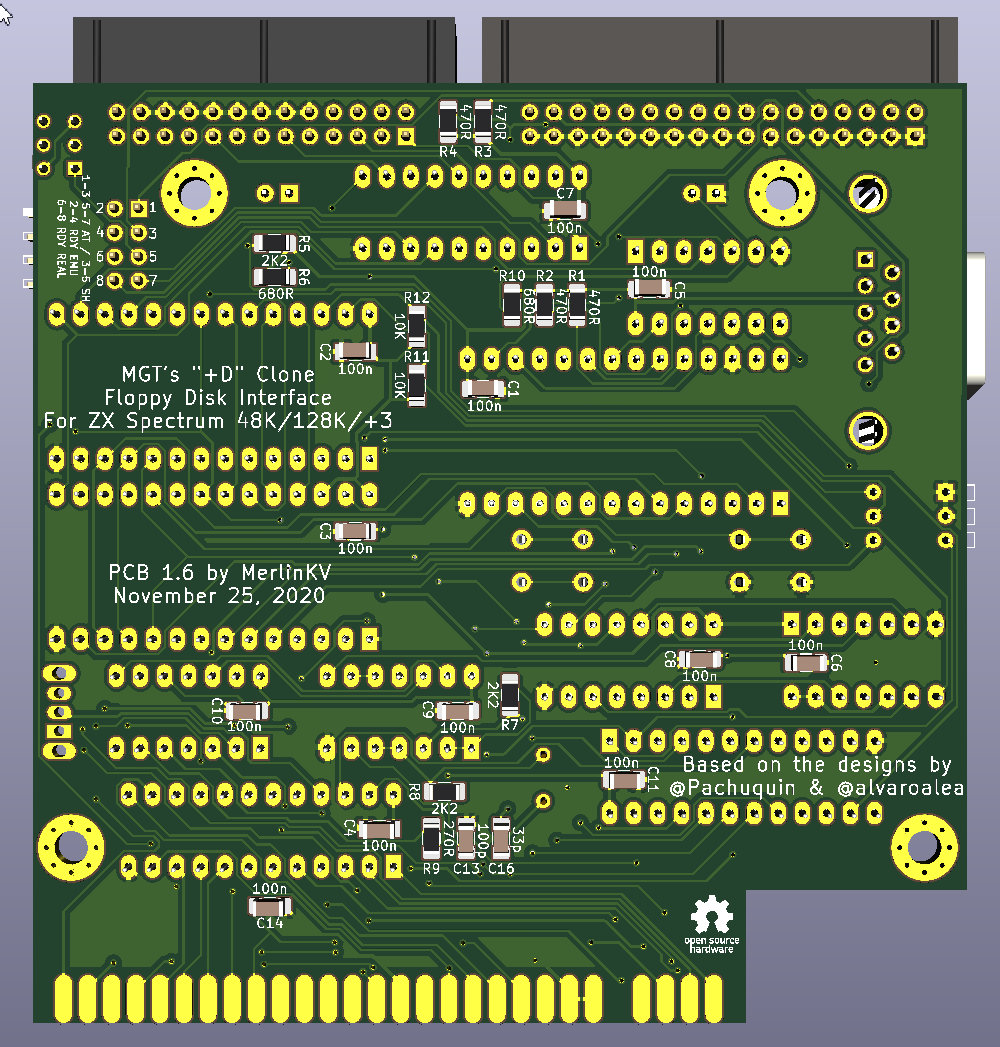 470R
470R
R4
R3
C7
100n
1-3 5-7 AT / 3-5 SH
2-4 RDY EMU
6-8 RDY REAL
2
1
4
3
6
5
8
7
R5
2K2
R6
680R
R10
R2
R1
680R
470R
470R
100n
C5
R12
10K
R11
10K
C2
100n
C1
100n
MGT's "+D" Clone
Floppy Disk Interface
For ZX Spectrum 48K/128K/+3
C3
100n
PCB 1.6 by MerlinKV
November 25, 2020
C8
100n
100n
C6
C10
100n
C9
100n
2K2
R7
100n
C11
Based on the designs by
@Pachuquin & @alvaroalea
R8
2K2
C4
100n
270R
100p
33p
R9
C13
C16
100n
C14
open source
hardware